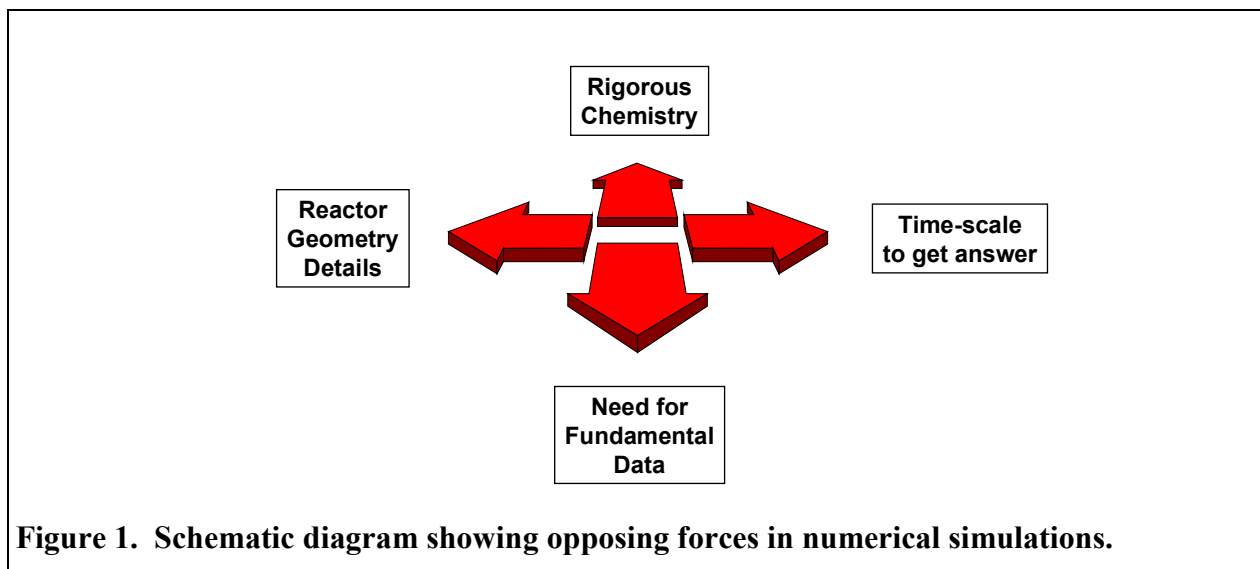 Rigorous
Chemistry
Reactor
Geometry
Details
Time-scale
to get answer
Need for
Fundamental
Data
Figure 1. Schematic diagram showing opposing forces in numerical simulations.